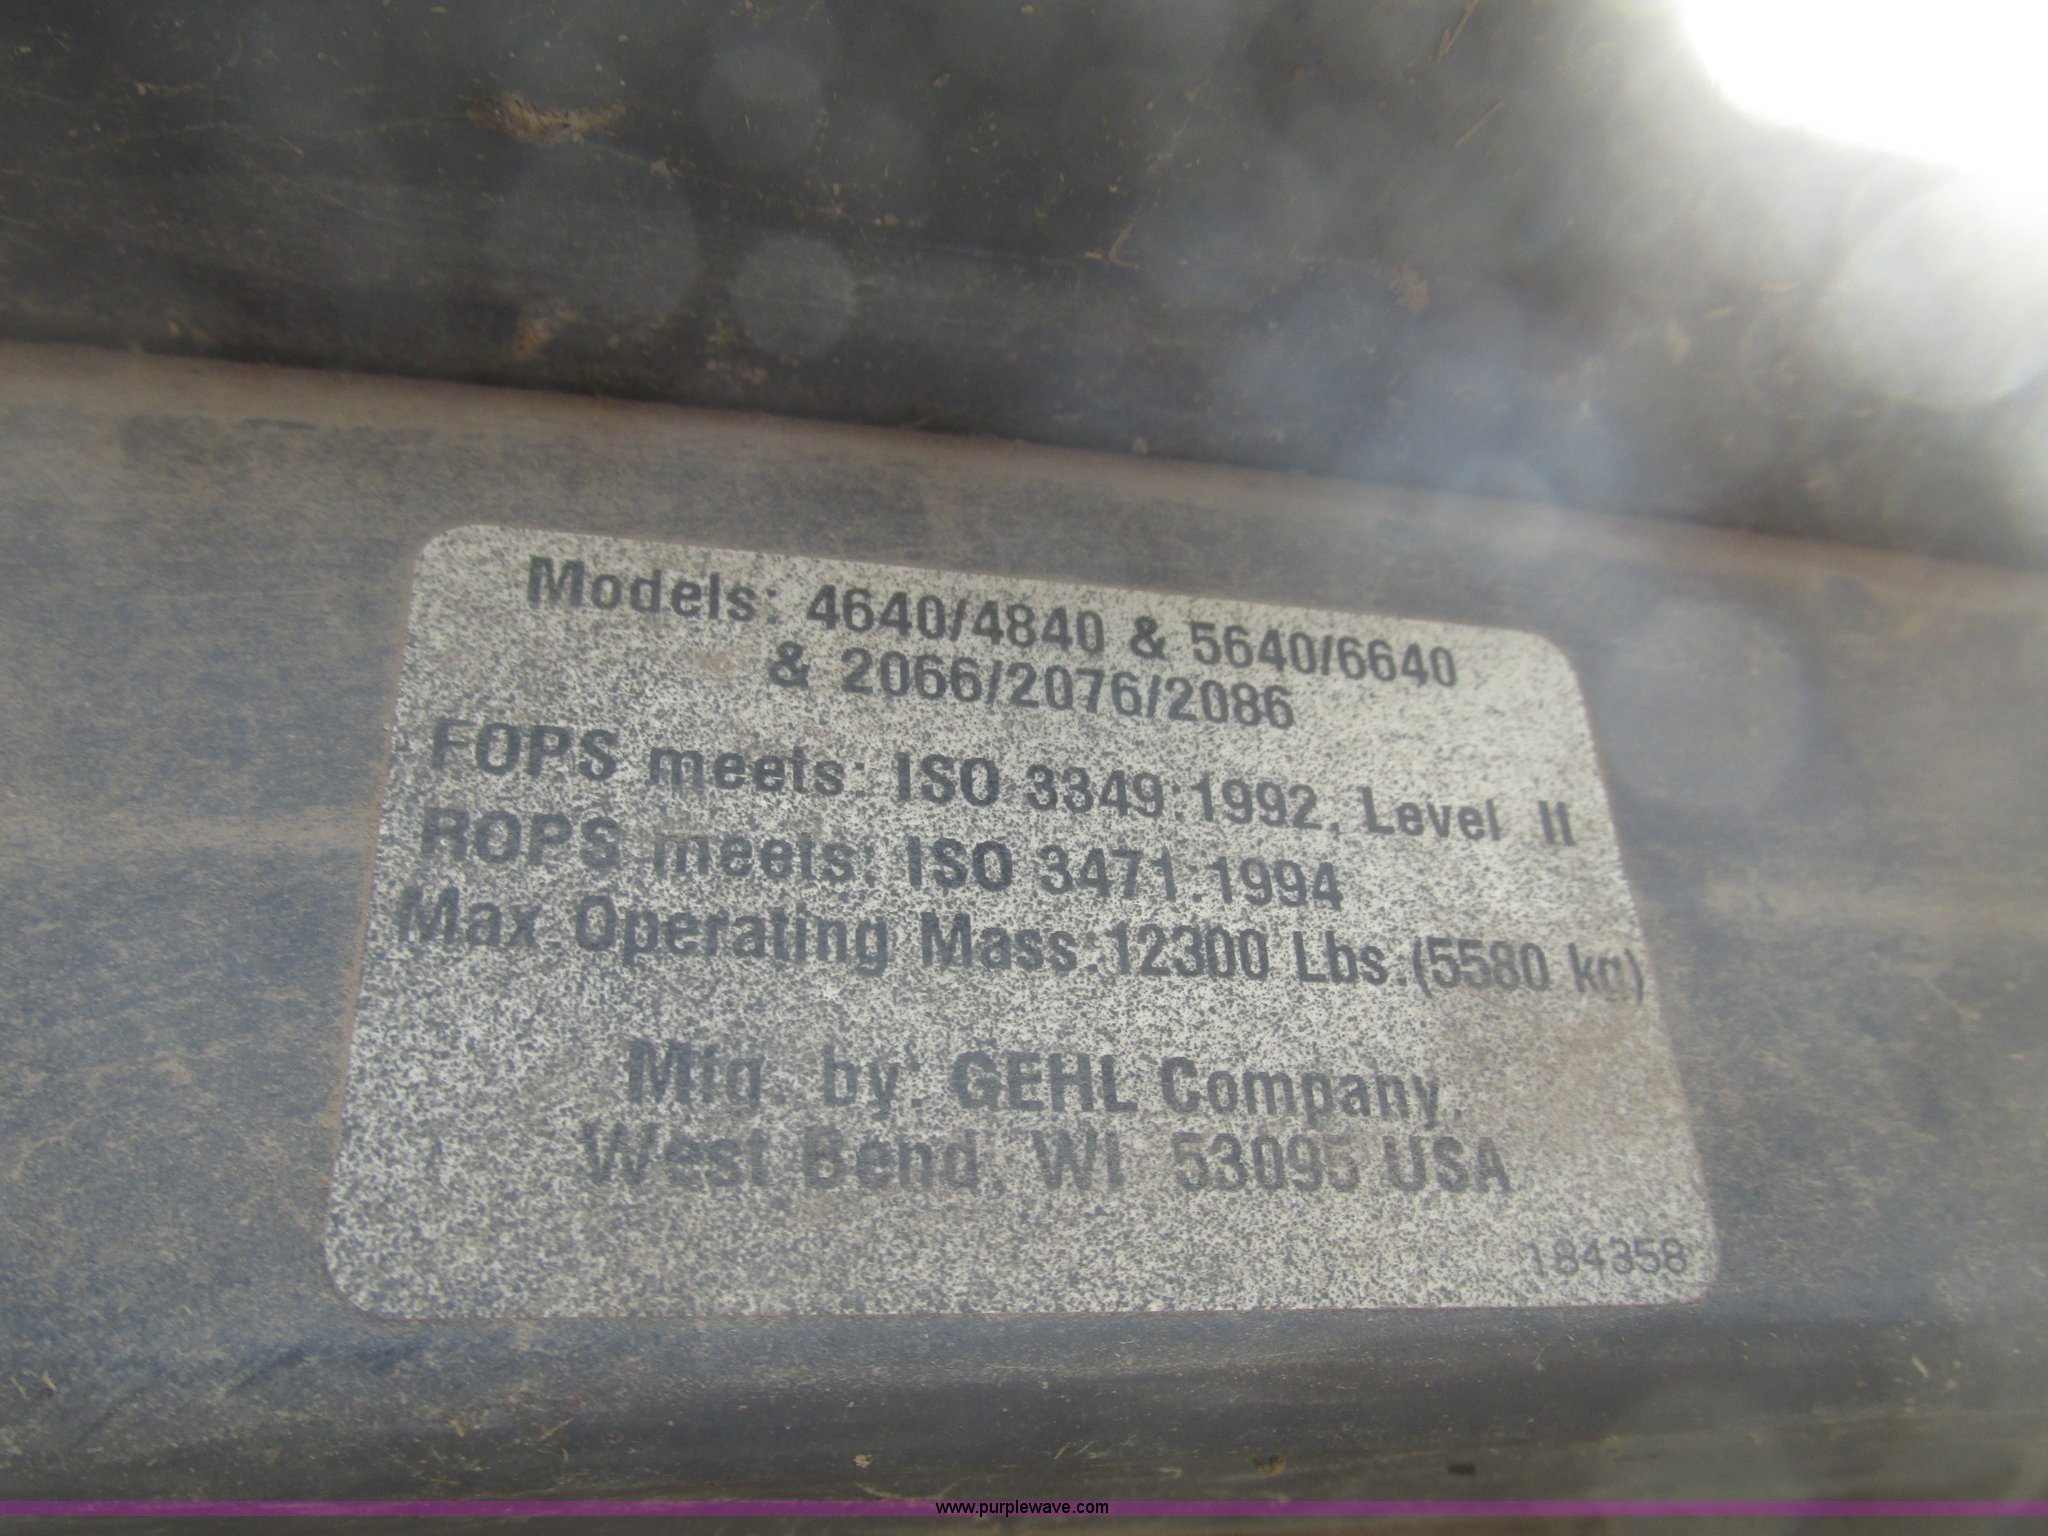 Models: 4640/4840 & 5640/6640
& 2066/2076/2086
FOPS meets: ISO 3349:1992, Level II
ROPS meets: ISO 3471:1994
Max. Operating Mass:12300 Lbs.(5580 kg)
Mfg. by: GEHL Company,
West Bend, WI 53095 USA
184358
www.purplewave.com